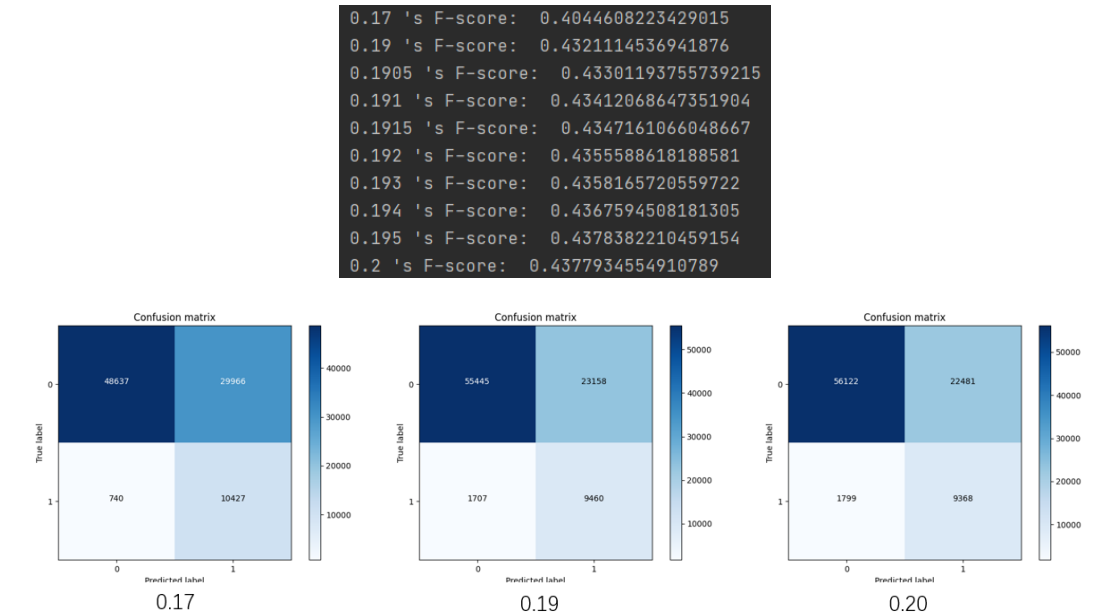 0.17 's F-score:  0.4044608223429015
0.19 's F-score:  0.43211145369 41876
0.1905 's F-score:  0.43301193755739215
0.191 's F-score:  0.43412068647351904
0.1915 's F-score:  0.4347161066048667
0.192 's F-score:  0.4355588618188581
0.193 's F-score:  0.4358165720559722
0.194 's F-score:  0.4367594508181305
0.195 's F-score:  0.4378382210459154
0.2 's F-score:  0.4377934554910789
Confusion matrix
0
48637
29966
True label
1
740
10427
0
1
Predicted label
40000
30000
20000
10000
0.17
Confusion matrix
0
55445
23158
True label
1
1707
9460
0
1
Predicted label
50000
40000
30000
20000
10000
0.19
Confusion matrix
0
56122
22481
True label
1
1799
9368
0
1
Predicted label
50000
40000
30000
20000
10000
0.20